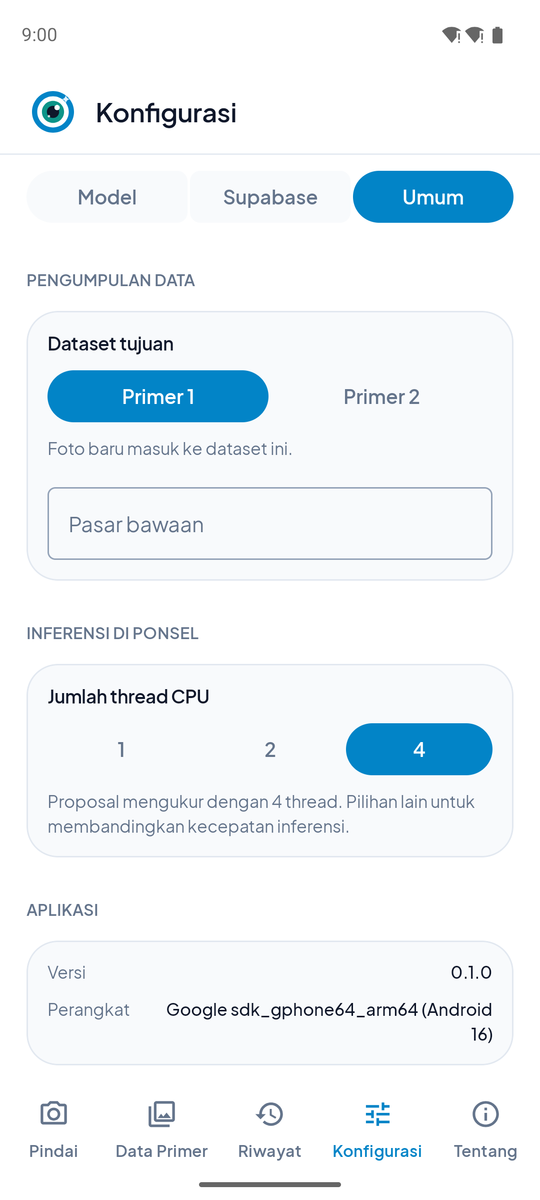 9:00
Konfigurasi
Model
Supabase
Umum
PENGUMPULAN DATA
Dataset tujuan
Primer 1
Primer 2
Foto baru masuk ke dataset ini.
Pasar bawaan
INFERENSI DI PONSEL
Jumlah thread CPU
1
2
4
Proposal mengukur dengan 4 thread. Pilihan lain untuk
membandingkan kecepatan inferensi.
APLIKASI
Versi
0.1.0
Perangkat
Google sdk_gphone64_arm64 (Android
16)
Pindai
Data Primer
Riwayat
Konfigurasi
Tentang